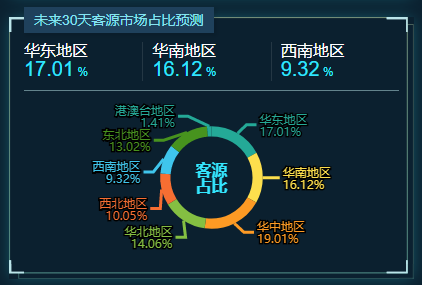 未来30天客源市场占比预测
华东地区 华南地区 西南地区
17.01 % 16.12 % 9.32 %
港澳台地区
1.41%
华东地区
17.01%
东北地区
13.02%
西南地区
9.32%
华南地区
16.12%
客源
占比
西北地区
10.05%
华北地区
14.06%
华中地区
19.01%